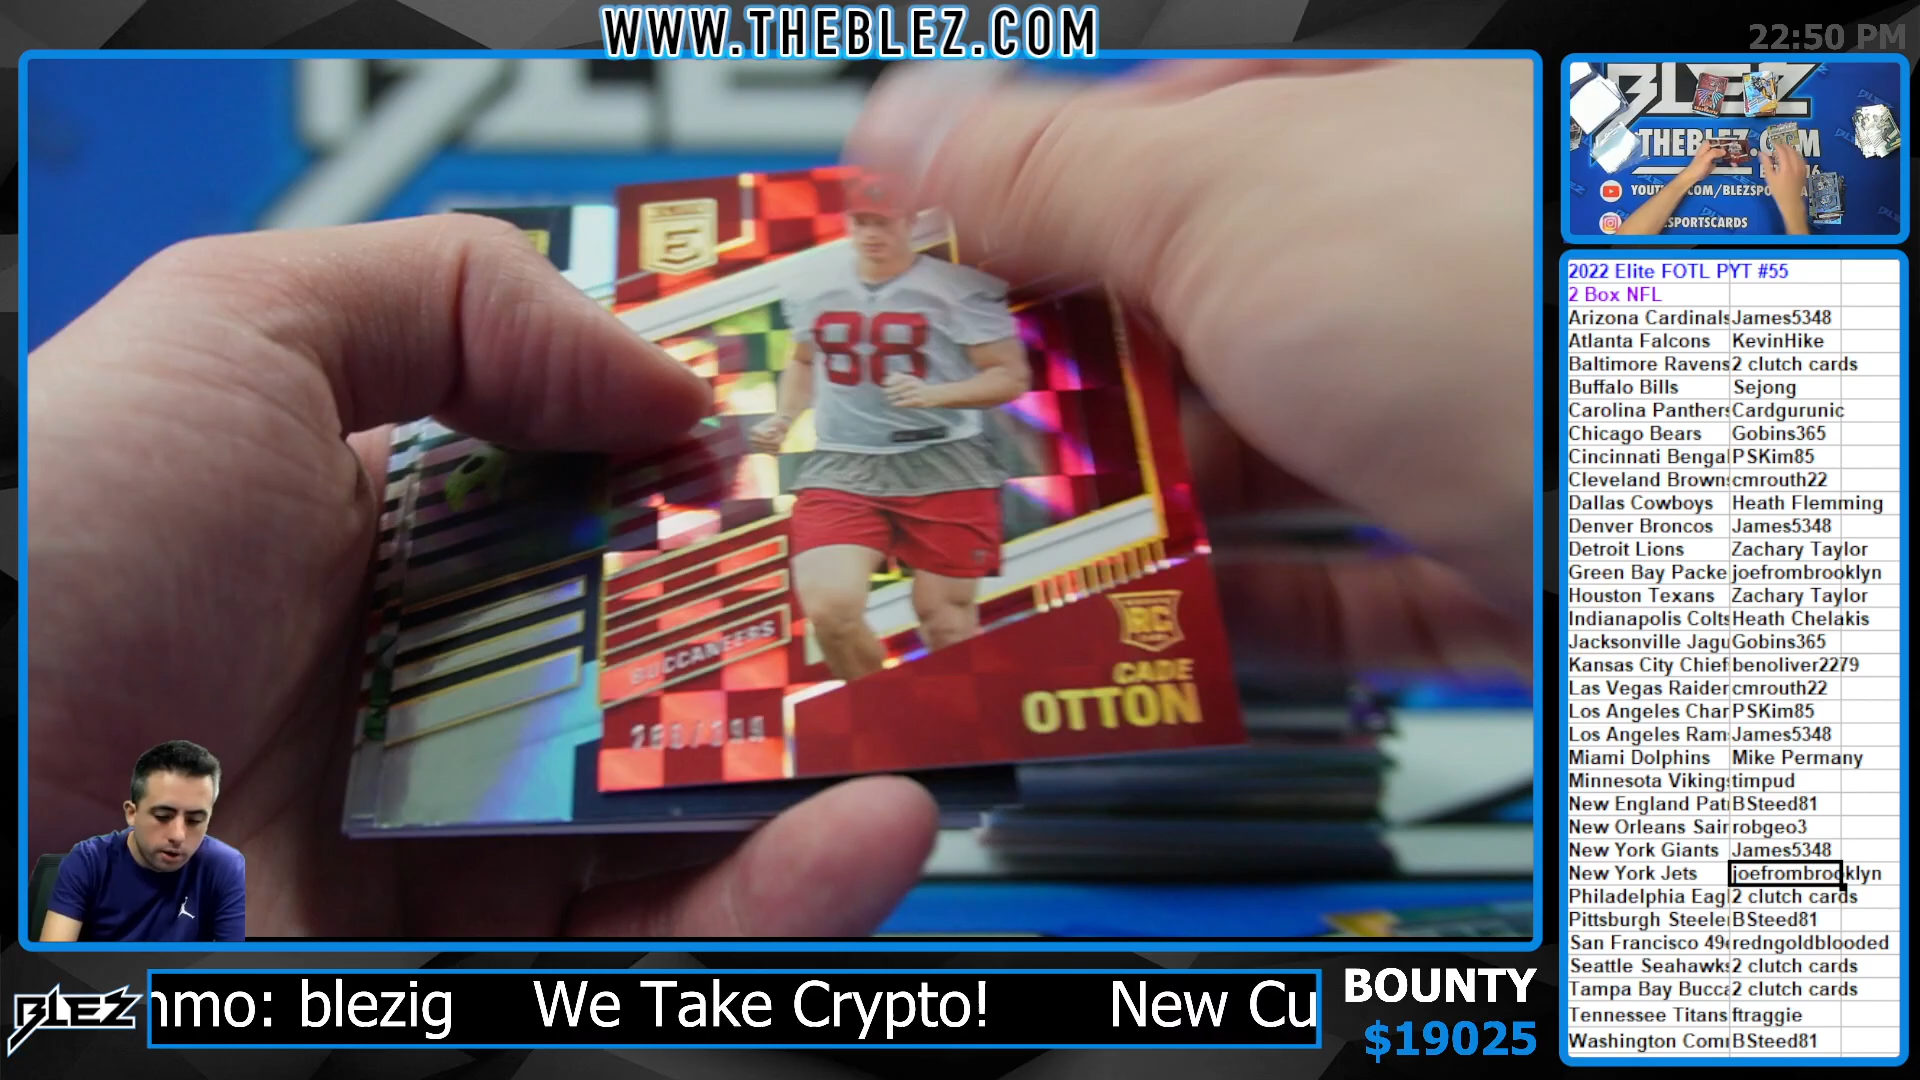 WWW.THEBLEZ.COM
22:50 PM
BLEZ
THEBLEZ.COM
SPORTSCARDS
2022 Elite FOTL PYT #55
2 Box NFL
Arizona Cardinals James5348
Atlanta Falcons KevinHike
Baltimore Ravens 2 clutch cards
Buffalo Bills Sejong
Carolina Panthers Cardgurunic
Chicago Bears Gobins365
Cincinnati Bengal PSKim85
Cleveland Browns cmrouth22
Dallas Cowboys Heath Flemming
Denver Broncos James5348
Detroit Lions Zachary Taylor
Green Bay Packe joefrombrooklyn
Houston Texans Zachary Taylor
Indianapolis Colts Heath Chelakis
Jacksonville Jagu Gobins365
Kansas City Chief benoliver2279
Las Vegas Raider cmrouth22
Los Angeles Char PSKim85
Los Angeles Ram James5348
Miami Dolphins Mike Permany
Minnesota Viking timpud
New England Pat BSteed81
New Orleans Sain robgeo3
New York Giants James5348
New York Jets joefrombrooklyn
Philadelphia Eagl 2 clutch cards
Pittsburgh Steele BSteed81
San Francisco 49 redngoldblooded
Seattle Seahawks 2 clutch cards
Tampa Bay Bucca 2 clutch cards
Tennessee Titans ftraggie
Washington Com BSteed81
E
88
BUCCANEERS
RC
CADE
OTTON
BLEZ
nmo: blezig We Take Crypto! New Cu
BOUNTY
$19025